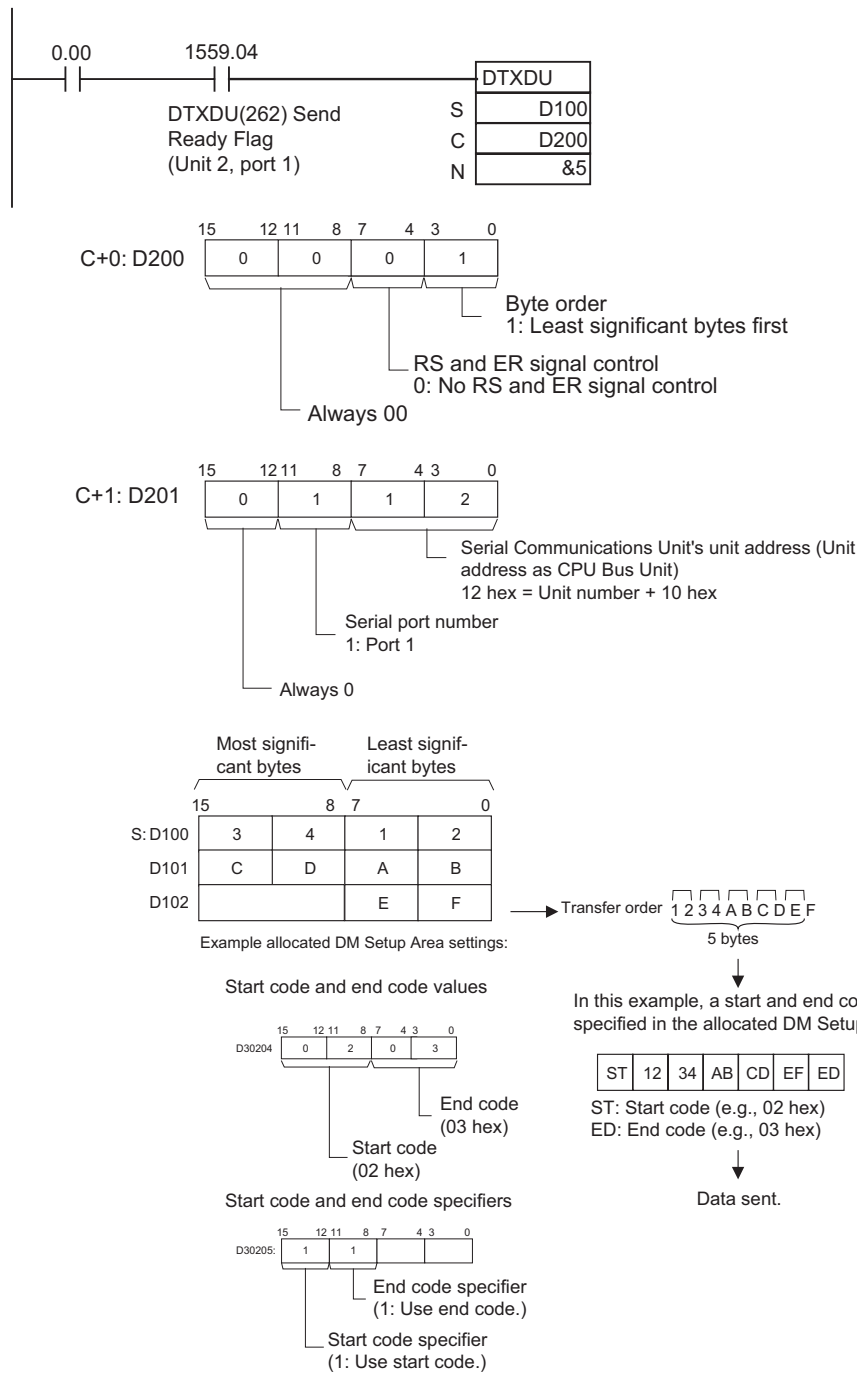 0.00 1559.04
DTXDU
DTXDU(262) Send
Ready Flag
(Unit 2, port 1)
S D100
C D200
N &5
15 12 11 8 7 4 3 0
C+0: D200 0 0 0 1
Byte order
1: Least significant bytes first
RS and ER signal control
0: No RS and ER signal control
Always 00
15 12 11 8 7 4 3 0
C+1: D201 0 1 1 2
Serial Communications Unit's unit address (Unit
address as CPU Bus Unit)
12 hex = Unit number + 10 hex
Serial port number
1: Port 1
Always 0
Most signifi-
cant bytes
Least signif-
icant bytes
15 8 7 0
S: D100 3 4 1 2
D101 C D A B
D102 E F
Transfer order 1 2 3 4 A B C D E F
5 bytes
Example allocated DM Setup Area settings:
Start code and end code values
15 12 11 8 7 4 3 0
D30204 0 2 0 3
End code
(03 hex)
Start code
(02 hex)
Start code and end code specifiers
15 12 11 8 7 4 3 0
D30205: 1 1
End code specifier
(1: Use end code.)
Start code specifier
(1: Use start code.)
In this example, a start and end co
specified in the allocated DM Setu
ST 12 34 AB CD EF ED
ST: Start code (e.g., 02 hex)
ED: End code (e.g., 03 hex)
Data sent.